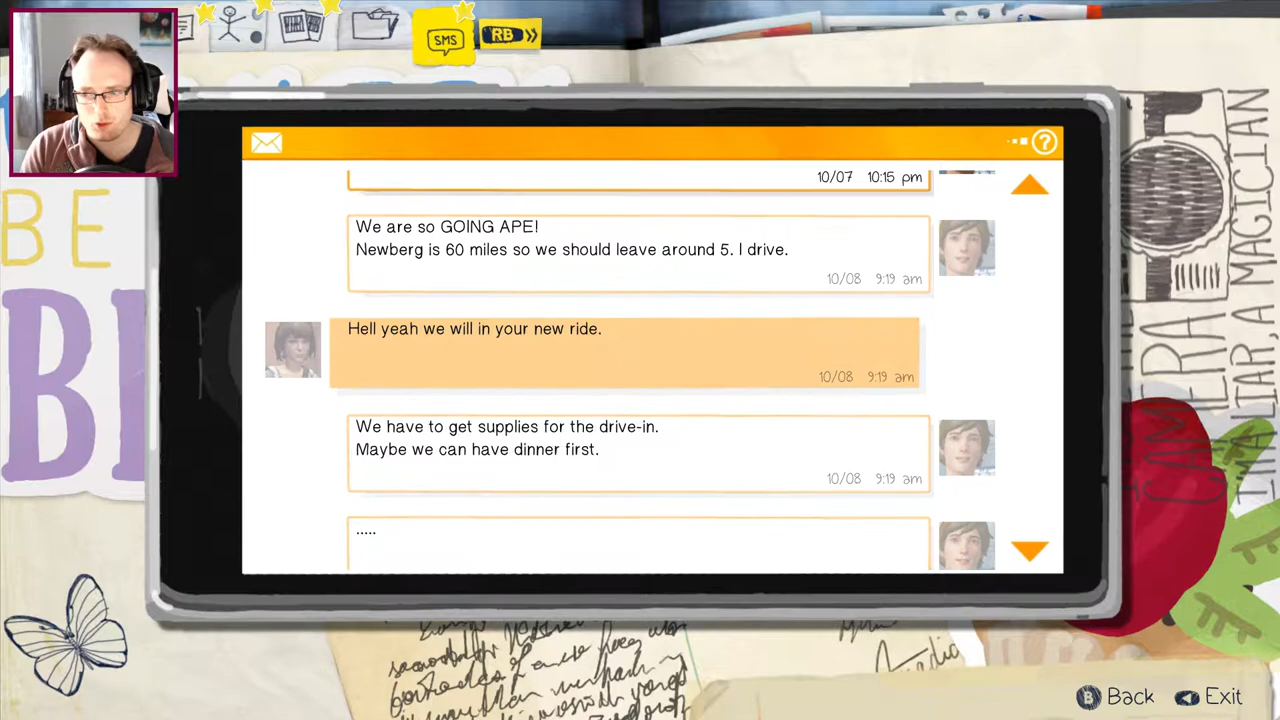 SMS
RB
10/07 10:15 pm
We are so GOING APE!
Newberg is 60 miles so we should leave around 5. I drive.
10/08 9:19 am
Hell yeah we will in your new ride.
10/08 9:19 am
We have to get supplies for the drive-in.
Maybe we can have dinner first.
10/08 9:19 am
.....
BE
CAMERA
LIAR, A MAGICIAN
B Back
Exit